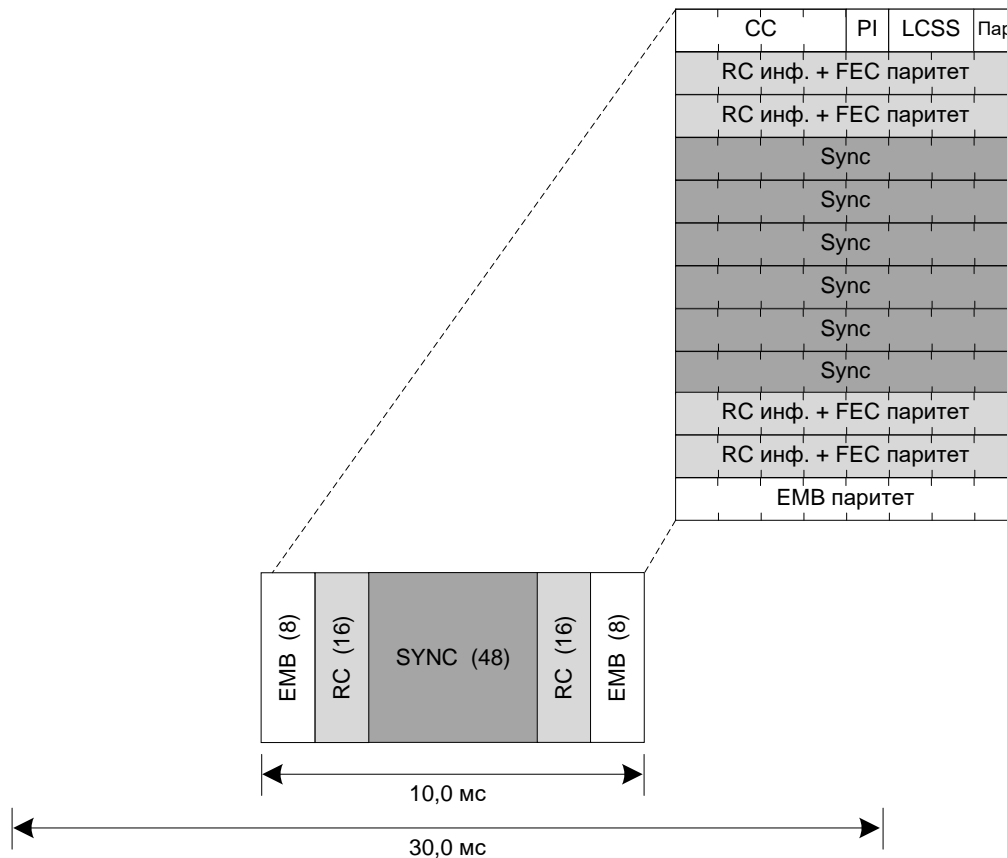 CC PI LCSS Пар
RC инф. + FEC паритет
RC инф. + FEC паритет
Sync
Sync
Sync
Sync
Sync
Sync
RC инф. + FEC паритет
RC инф. + FEC паритет
EMB паритет
EMB (8) RC (16) SYNC (48) RC (16) EMB (8)
10,0 мс
30,0 мс